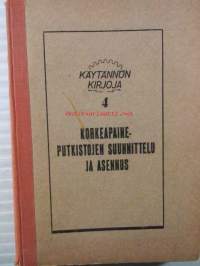 KÄYTÄNNÖN
KIRJOJA
4
KORKEAPAINE-
PUTKISTOJEN SUUNNITTELU
JA ASENNUS